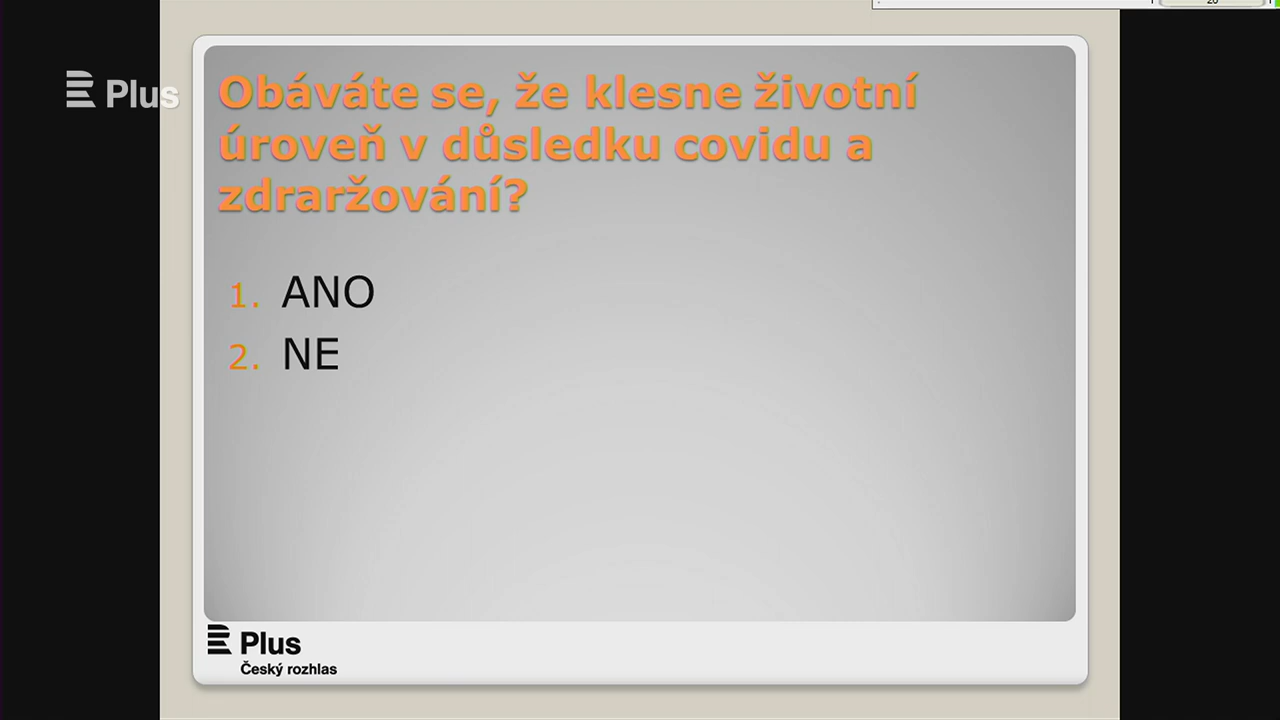 Plus
Obáváte se, že klesne životní
úroveň v důsledku covidu a
zdraržování?
1. ANO
2. NE
Plus
Český rozhlas